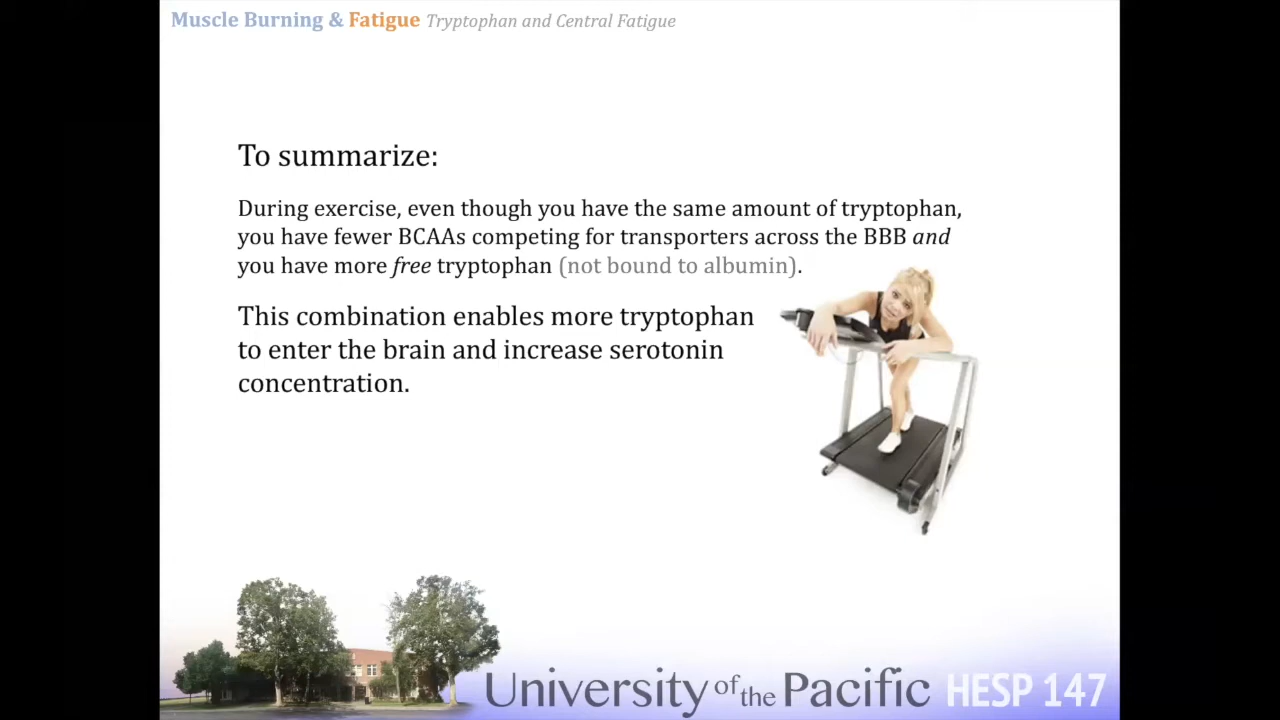 Muscle Burning & Fatigue Tryptophan and Central Fatigue
To summarize:
During exercise, even though you have the same amount of tryptophan,
you have fewer BCAAs competing for transporters across the BBB and
you have more free tryptophan (not bound to albumin).
This combination enables more tryptophan
to enter the brain and increase serotonin
concentration.
University of the Pacific HESP 147